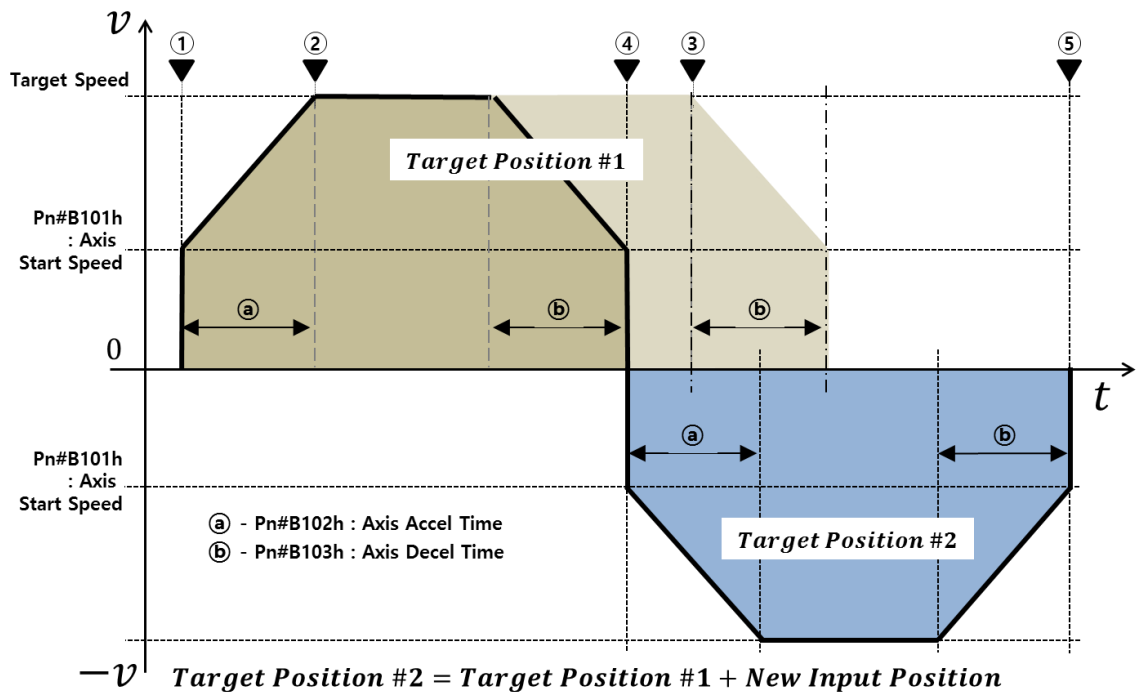 v
① ② ④ ③ ⑤
Target Speed
Target Position #1
Pn#B101h
: Axis
Start Speed
ⓐ ⓑ ⓑ
0
t
ⓐ ⓑ
Pn#B101h
: Axis
Start Speed
ⓐ - Pn#B102h : Axis Accel Time
ⓑ - Pn#B103h : Axis Decel Time
Target Position #2
−v
Target Position #2 = Target Position #1 + New Input Position